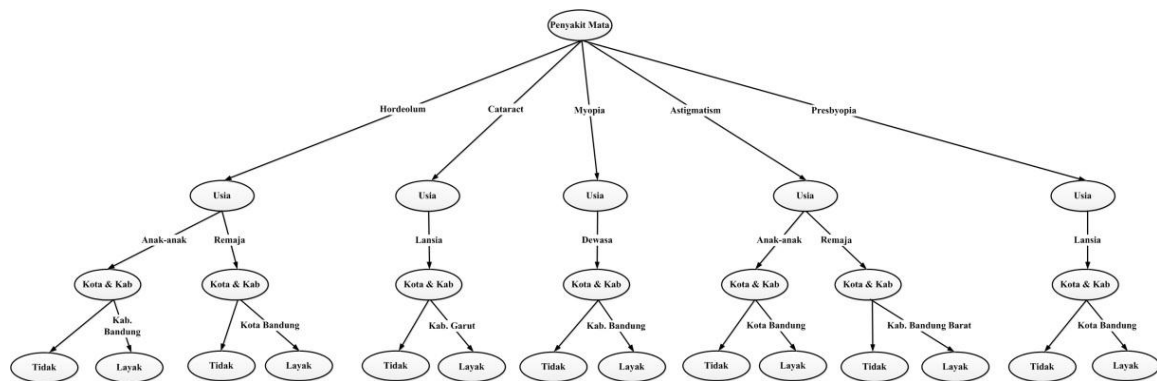 Penyakit Mata
Hordeolum
Cataract
Myopia
Astigmatism
Presbyopia
Usia
Usia
Usia
Usia
Usia
Anak-anak
Remaja
Lansia
Dewasa
Anak-anak
Remaja
Lansia
Kota & Kab
Kota & Kab
Kota & Kab
Kota & Kab
Kota & Kab
Kota & Kab
Kota & Kab
Kab.
Bandung
Kota Bandung
Kab. Garut
Kab. Bandung
Kota Bandung
Kab. Bandung Barat
Kota Bandung
Tidak
Layak
Tidak
Layak
Tidak
Layak
Tidak
Layak
Tidak
Layak
Tidak
Layak
Tidak
Layak